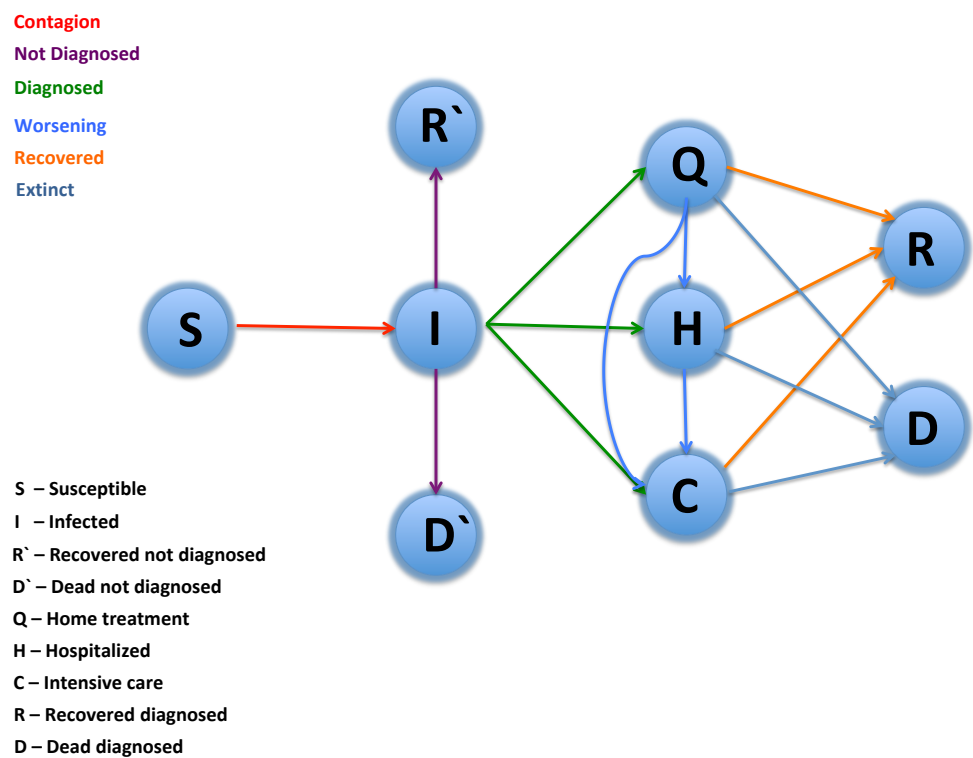 Contagion
Not Diagnosed
Diagnosed
Worsening
Recovered
Extinct
R`
Q
R
S
I
H
D
C
D`
S – Susceptible
I – Infected
R` – Recovered not diagnosed
D` – Dead not diagnosed
Q – Home treatment
H – Hospitalized
C – Intensive care
R – Recovered diagnosed
D – Dead diagnosed